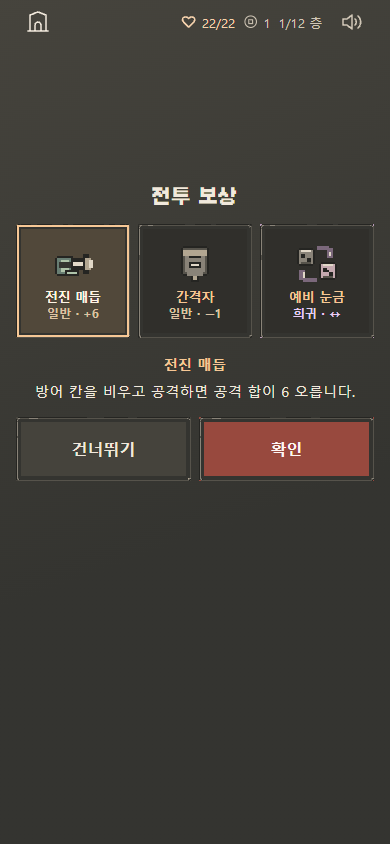 22/22 1 1/12 층
전투 보상
전진 매듭
일반 · +6
간격자
일반 · −1
예비 눈금
희귀 · ↔
전진 매듭
방어 칸을 비우고 공격하면 공격 합이 6 오릅니다.
건너뛰기
확인